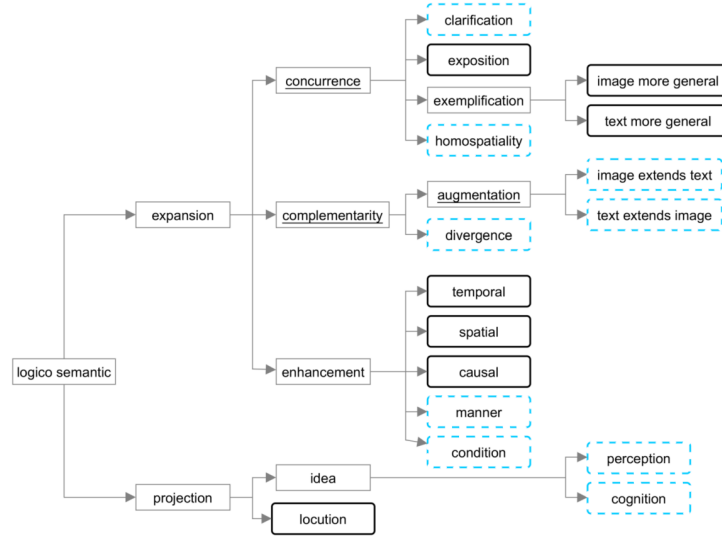 clarification
exposition
concurrence
image more general
exemplification
text more general
homospatiality
image extends text
augmentation
expansion
complementarity
text extends image
divergence
temporal
spatial
logico semantic
enhancement
causal
manner
condition
perception
idea
projection
cognition
locution